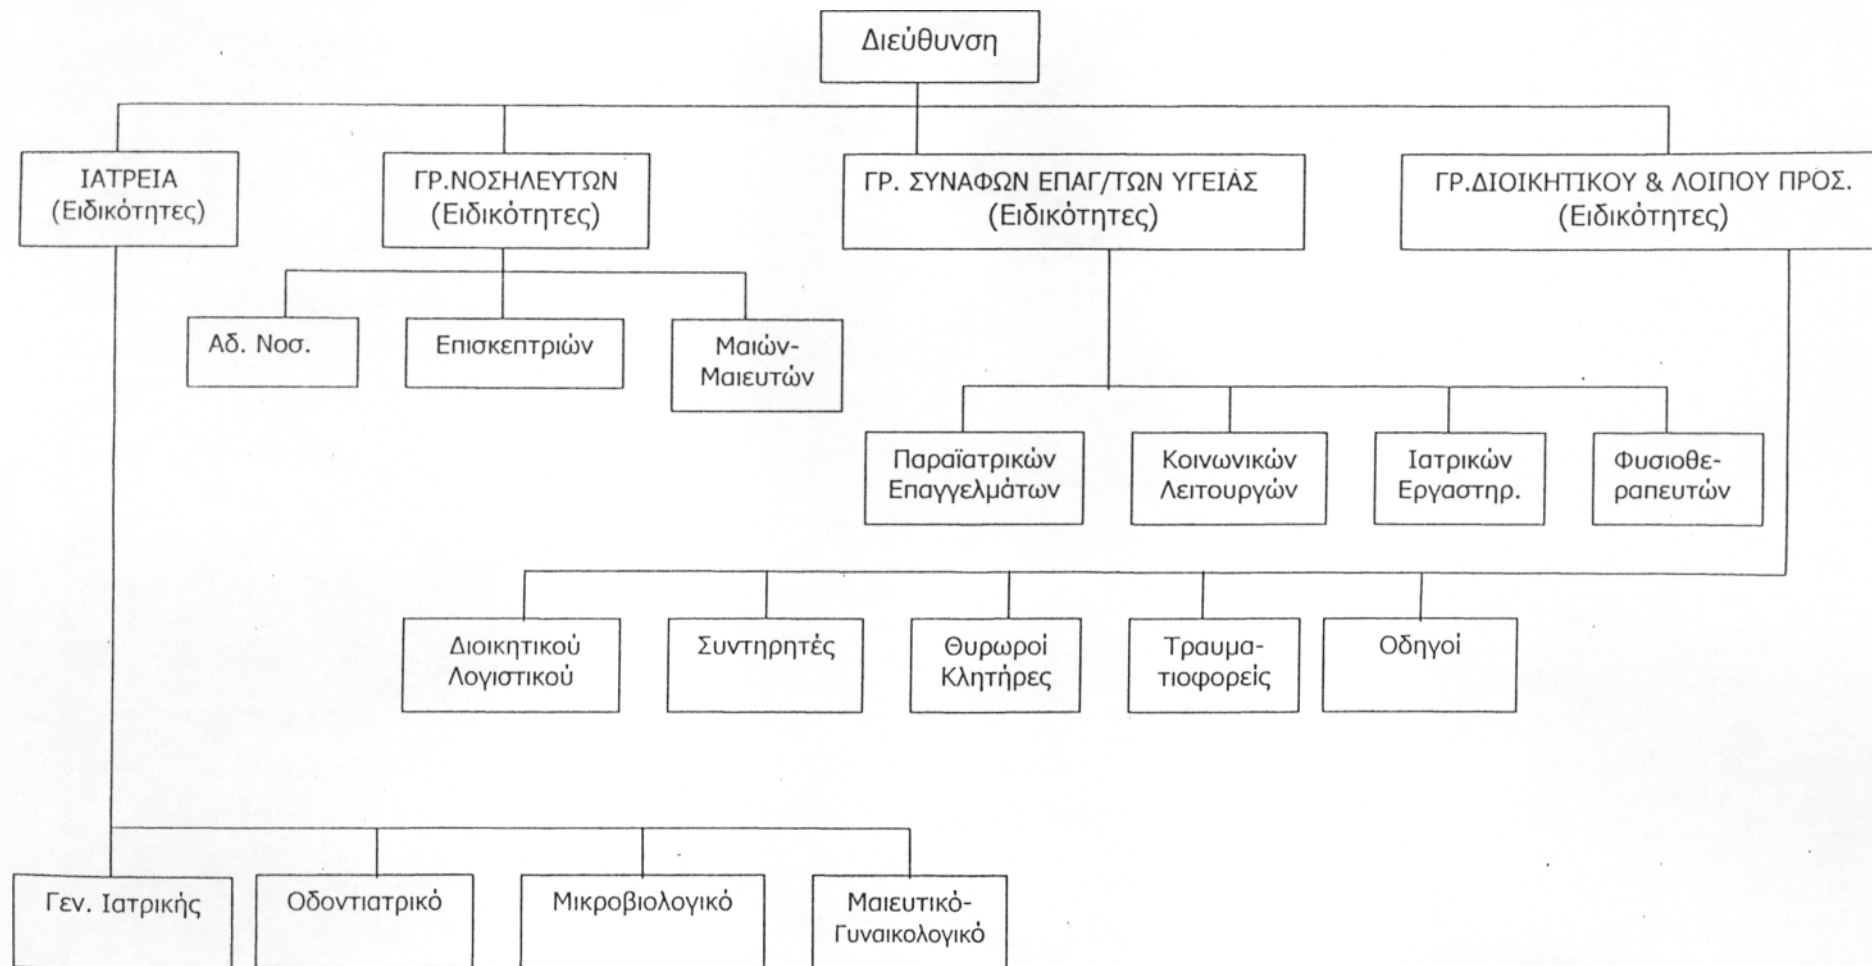 Διεύθυνση
ΙΑΤΡΕΙΑ
(Ειδικότητες)
ΓΡ.ΝΟΣΗΛΕΥΤΩΝ
(Ειδικότητες)
ΓΡ. ΣΥΝΑΦΩΝ ΕΠΑΓ/ΤΩΝ ΥΓΕΙΑΣ
(Ειδικότητες)
ΓΡ.ΔΙΟΙΚΗΤΙΚΟΥ & ΛΟΙΠΟΥ ΠΡΟΣ.
(Ειδικότητες)
Αδ. Νοσ.
Επισκεπτριών
Μαιών-
Μαιευτών
Παραϊατρικών
Επαγγελμάτων
Κοινωνικών
Λειτουργών
Ιατρικών
Εργαστηρ.
Φυσιοθε-
ραπευτών
Διοικητικού
Λογιστικού
Συντηρητές
Θυρωροί
Κλητήρες
Τραυμα-
τιοφορείς
Οδηγοί
Γεν. Ιατρικής
Οδοντιατρικό
Μικροβιολογικό
Μαιευτικό-
Γυναικολογικό